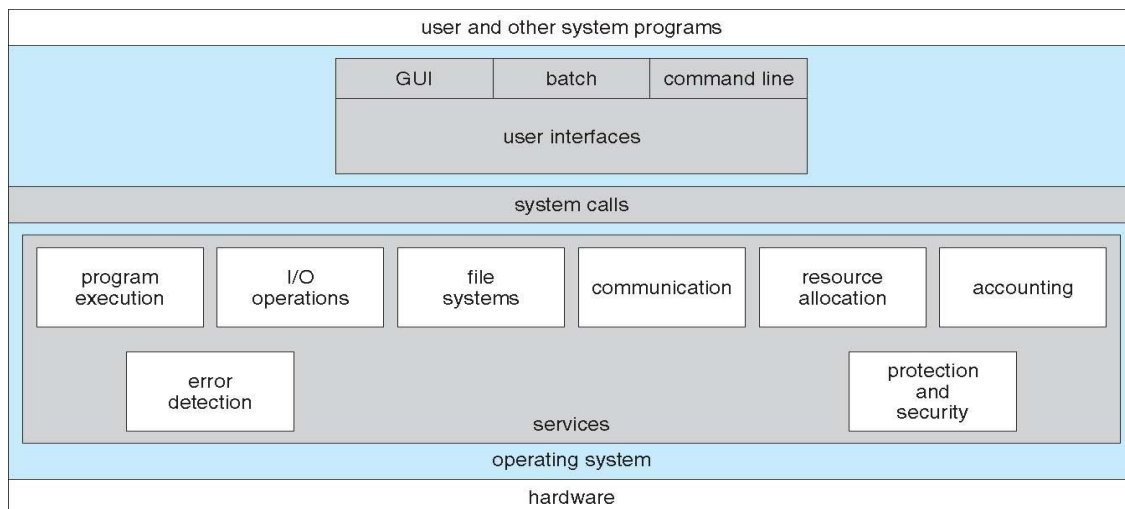 user and other system programs
GUI
batch
command line
user interfaces
system calls
program
execution
I/O
operations
file
systems
communication
resource
allocation
accounting
error
detection
protection
and
security
services
operating system
hardware